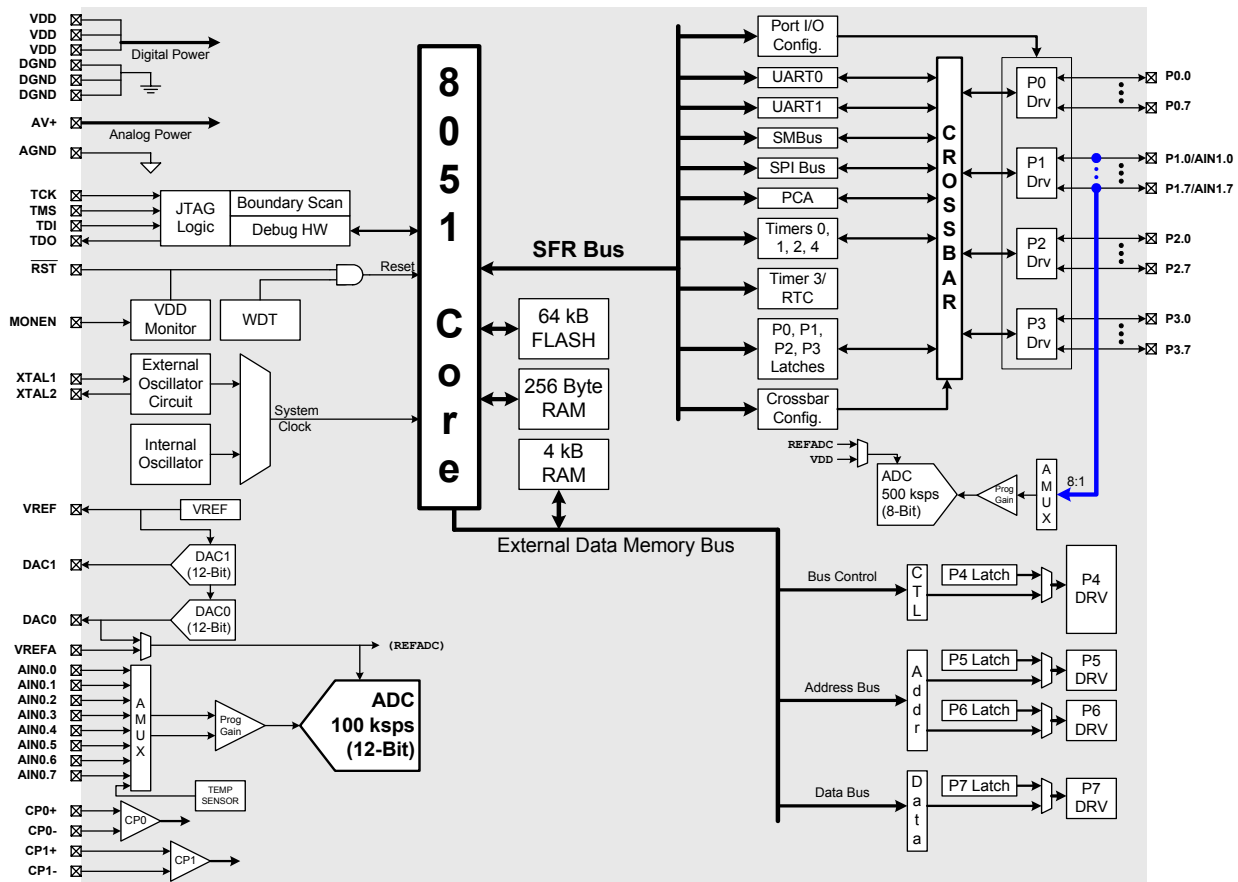 VDD
VDD
VDD
Digital Power
DGND
DGND
DGND
AV+
Analog Power
AGND
TCK
TMS
TDI
TDO
JTAG
Logic
Boundary Scan
Debug HW
RST
Reset
MONEN
VDD
Monitor
WDT
XTAL1
XTAL2
External
Oscillator
Circuit
Internal
Oscillator
System
Clock
VREF
VREF
DAC1
DAC1
(12-Bit)
DAC0
DAC0
(12-Bit)
VREFA
(REFADC)
AIN0.0
AIN0.1
AIN0.2
AIN0.3
AIN0.4
AIN0.5
AIN0.6
AIN0.7
AMUX
Prog
Gain
ADC
100 ksps
(12-Bit)
TEMP
SENSOR
CP0+
CP0-
CP0
CP1+
CP1-
CP1
8051 Core
64 kB
FLASH
256 Byte
RAM
4 kB
RAM
SFR Bus
External Data Memory Bus
Port I/O
Config.
UART0
UART1
SMBus
SPI Bus
PCA
Timers 0,
1, 2, 4
Timer 3/
RTC
P0, P1,
P2, P3
Latches
Crossbar
Config.
CROSSBAR
P0
Drv
P1
Drv
P2
Drv
P3
Drv
P0.0
P0.7
P1.0/AIN1.0
P1.7/AIN1.7
P2.0
P2.7
P3.0
P3.7
REFADC
VDD
ADC
500 ksps
(8-Bit)
Prog
Gain
AMUX
8:1
Bus Control
CTL
P4 Latch
P4
DRV
Address Bus
Addr
P5 Latch
P5
DRV
P6 Latch
P6
DRV
Data Bus
Data
P7 Latch
P7
DRV